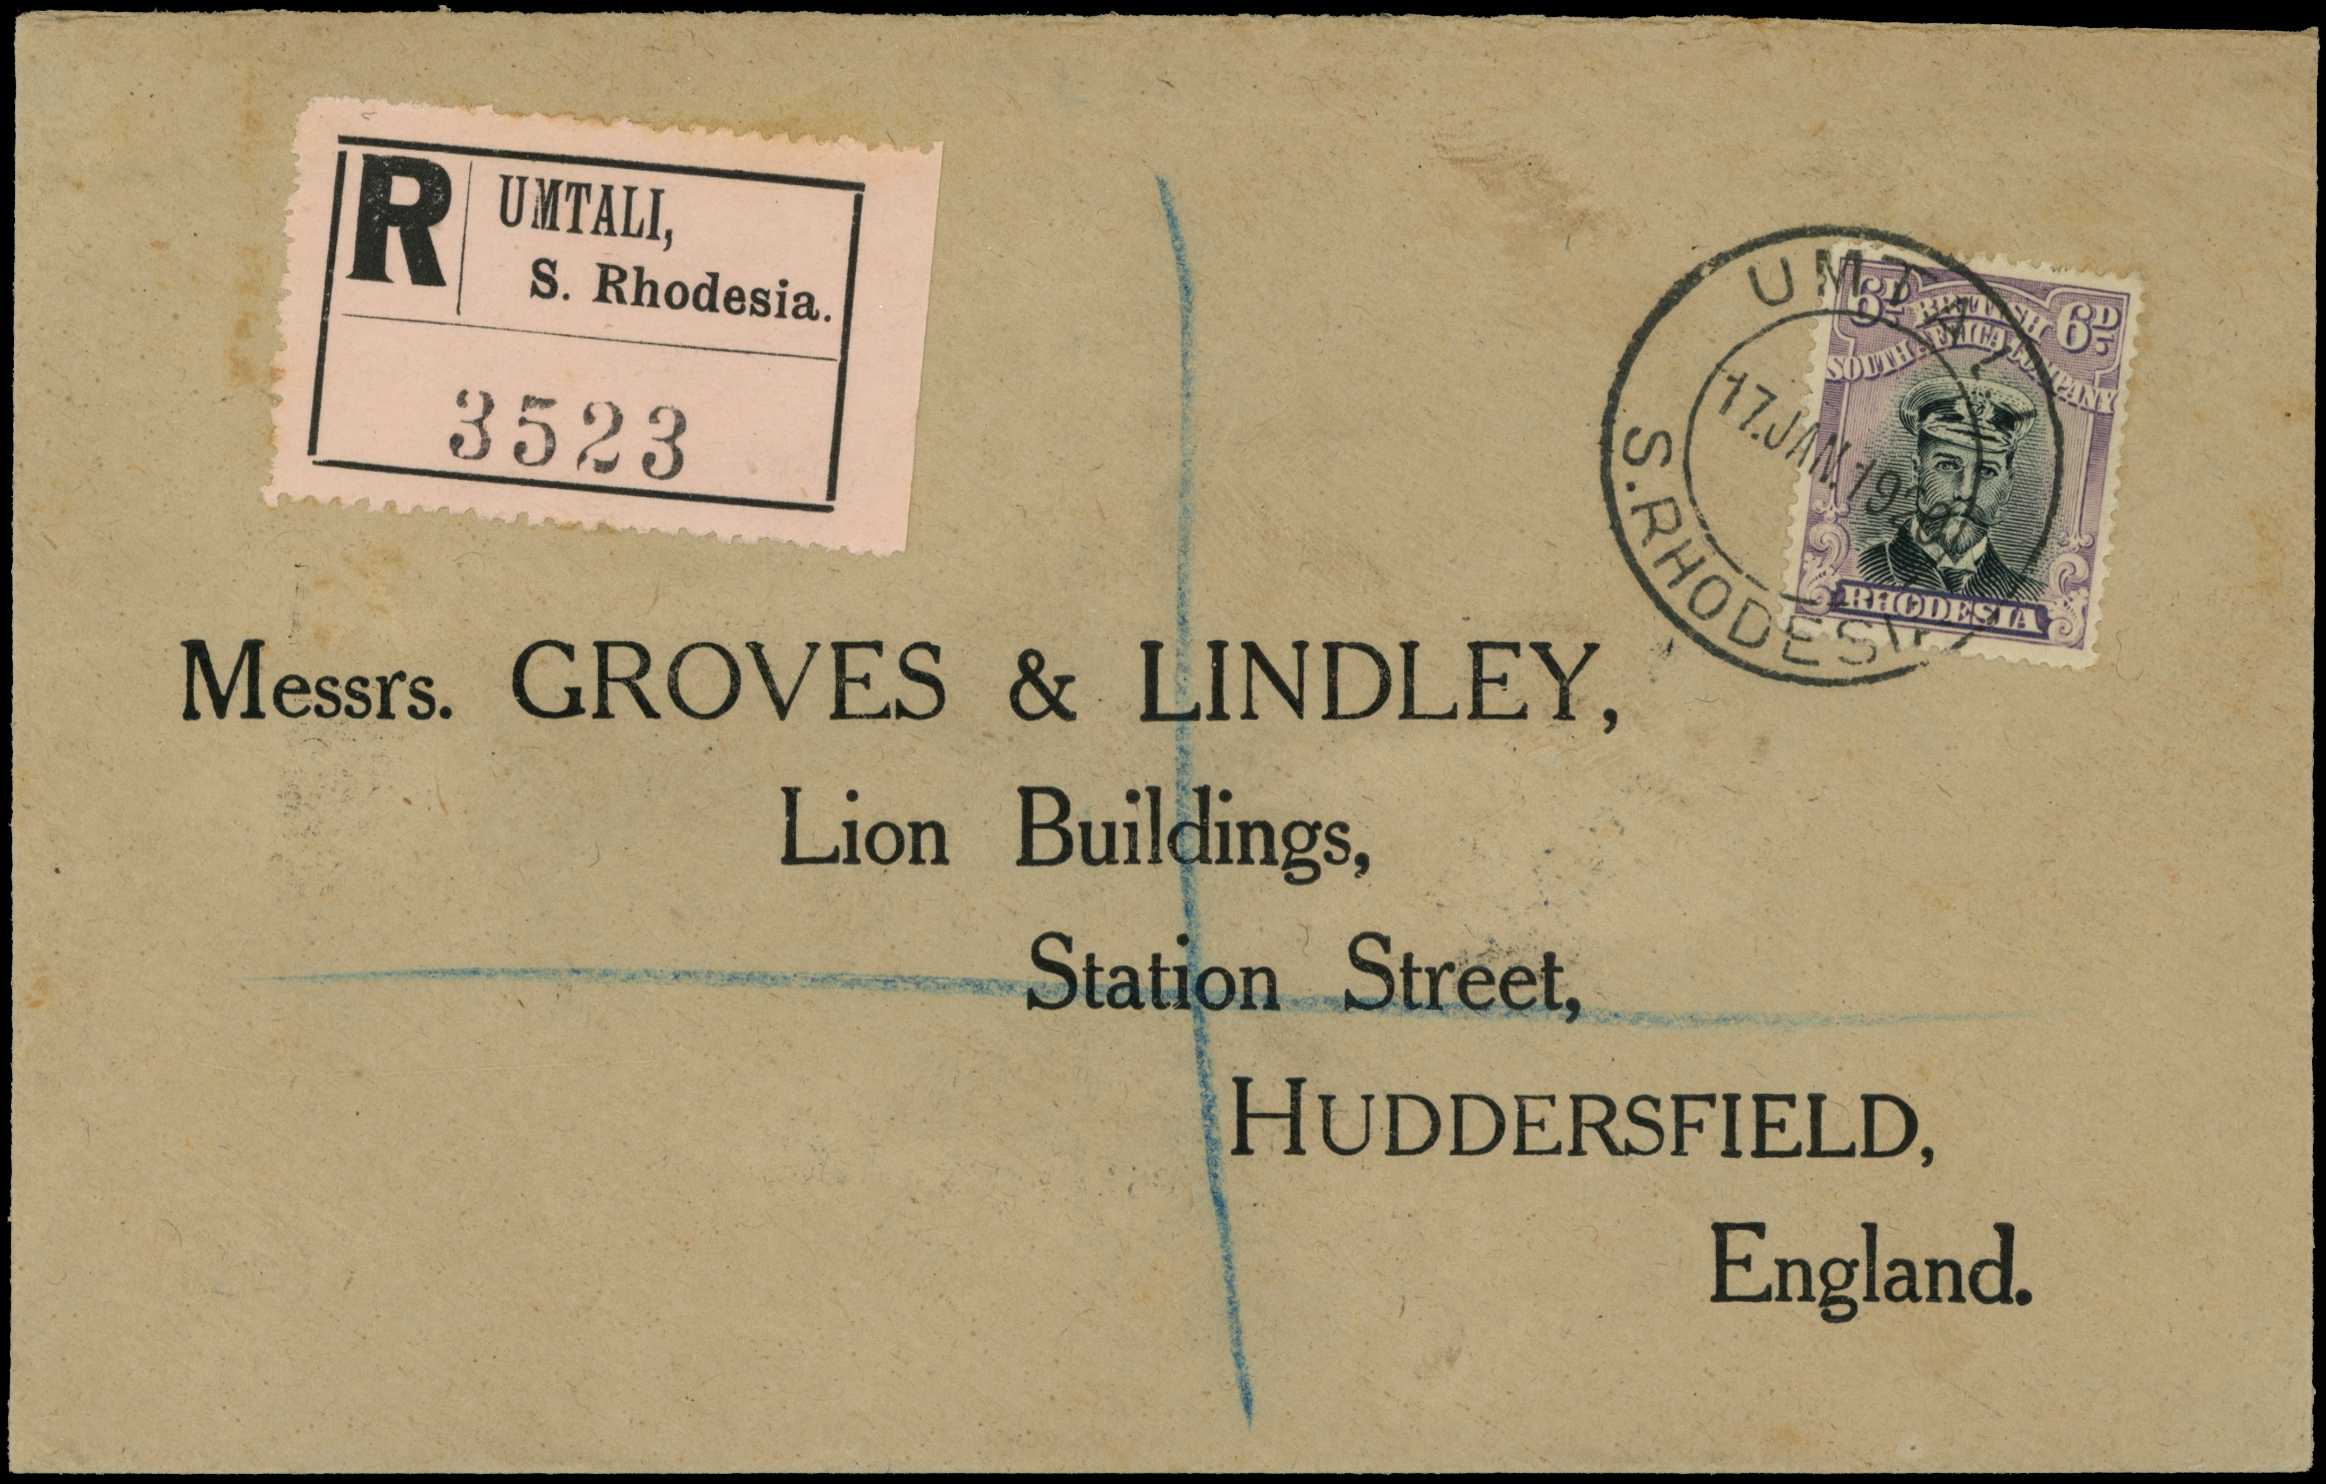 R
UMTALI,
S. Rhodesia.
3523
S. RHODESIA
17.JAN.19
6D 6D
BRITISH
SOUTH AFRICA COMPANY
RHODESIA
Messrs. GROVES & LINDLEY,
Lion Buildings,
Station Street,
HUDDERSFIELD,
England.